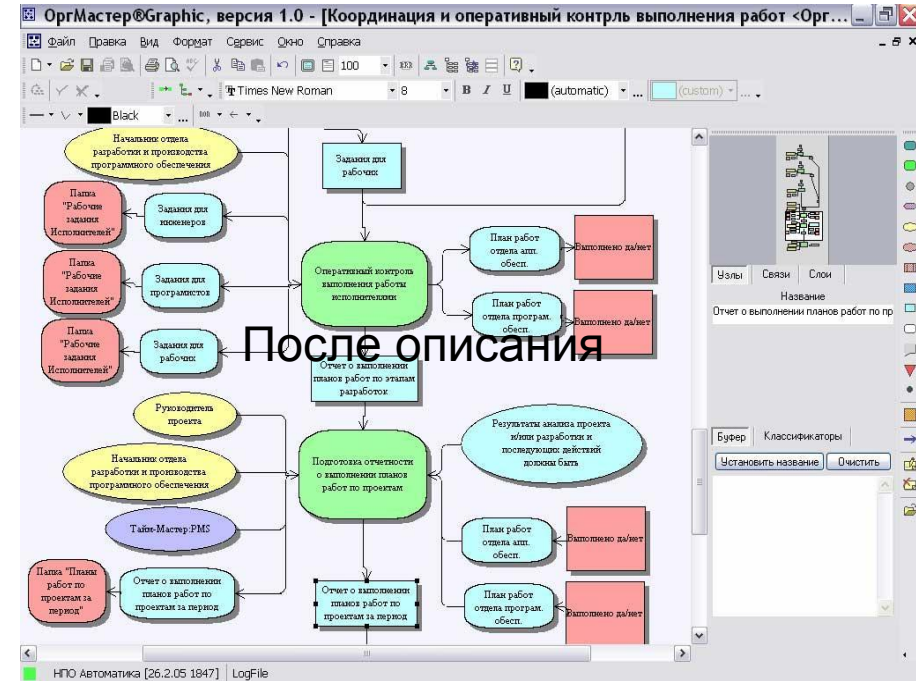 ОргМастер®Graphic, версия 1.0 - [Координация и оперативный контрль выполнения работ <Орг...
Файл Правка Вид Формат Сервис Окно Справка
100
Times New Roman 8 B I U (automatic) ... (custom) ...
Black ...
Начальник отдела
разработки и производства
программного обеспечения
Задания для
рабочих
Папка
"Рабочие
задания
Исполнителей"
Задания для
инженеров
Оперативный контроль
выполнения работы
исполнителями
План работ
отдела апп.
обесп.
Выполнено да/нет
Папка
"Рабочие
задания
Исполнителей"
Задания для
програмистов
План работ
отдела програм.
обесп.
Выполнено да/нет
Папка
"Рабочие
задания
Исполнителей"
Задания для
рабочих
После описания
Отчет о выполнении
планов работ по этапам
разработок
Руководитель
проекта
Начальник отдела
разработки и производства
программного обеспечения
Подготовка отчетности
о выполнении планов
работ по проектам
Результаты анализа проекта
и/или разработки и
последующих действий
должны быть
Тайм-Мастер:PMS
План работ
отдела апп.
обесп.
Выполнено да/нет
Папка "Планы
работ по
проектам за
период"
Отчет о выполнении
планов работ по
проектам за период
Отчет о выполнении
планов работ по
проектам за период
План работ
отдела програм.
обесп.
Выполнено да/нет
Узлы Связи Слои
Название
Отчет о выполнении планов работ по пр
Буфер Классификаторы
Установить название Очистить
НПО Автоматика [26.2.05 1847] LogFile